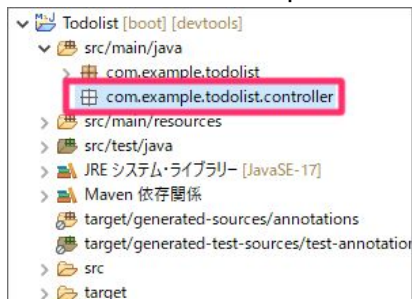 Todolist [boot] [devtools]
src/main/java
com.example.todolist
com.example.todolist.controller
src/main/resources
src/test/java
JRE システム・ライブラリー [JavaSE-17]
Maven 依存関係
target/generated-sources/annotations
target/generated-test-sources/test-annotation
src
target